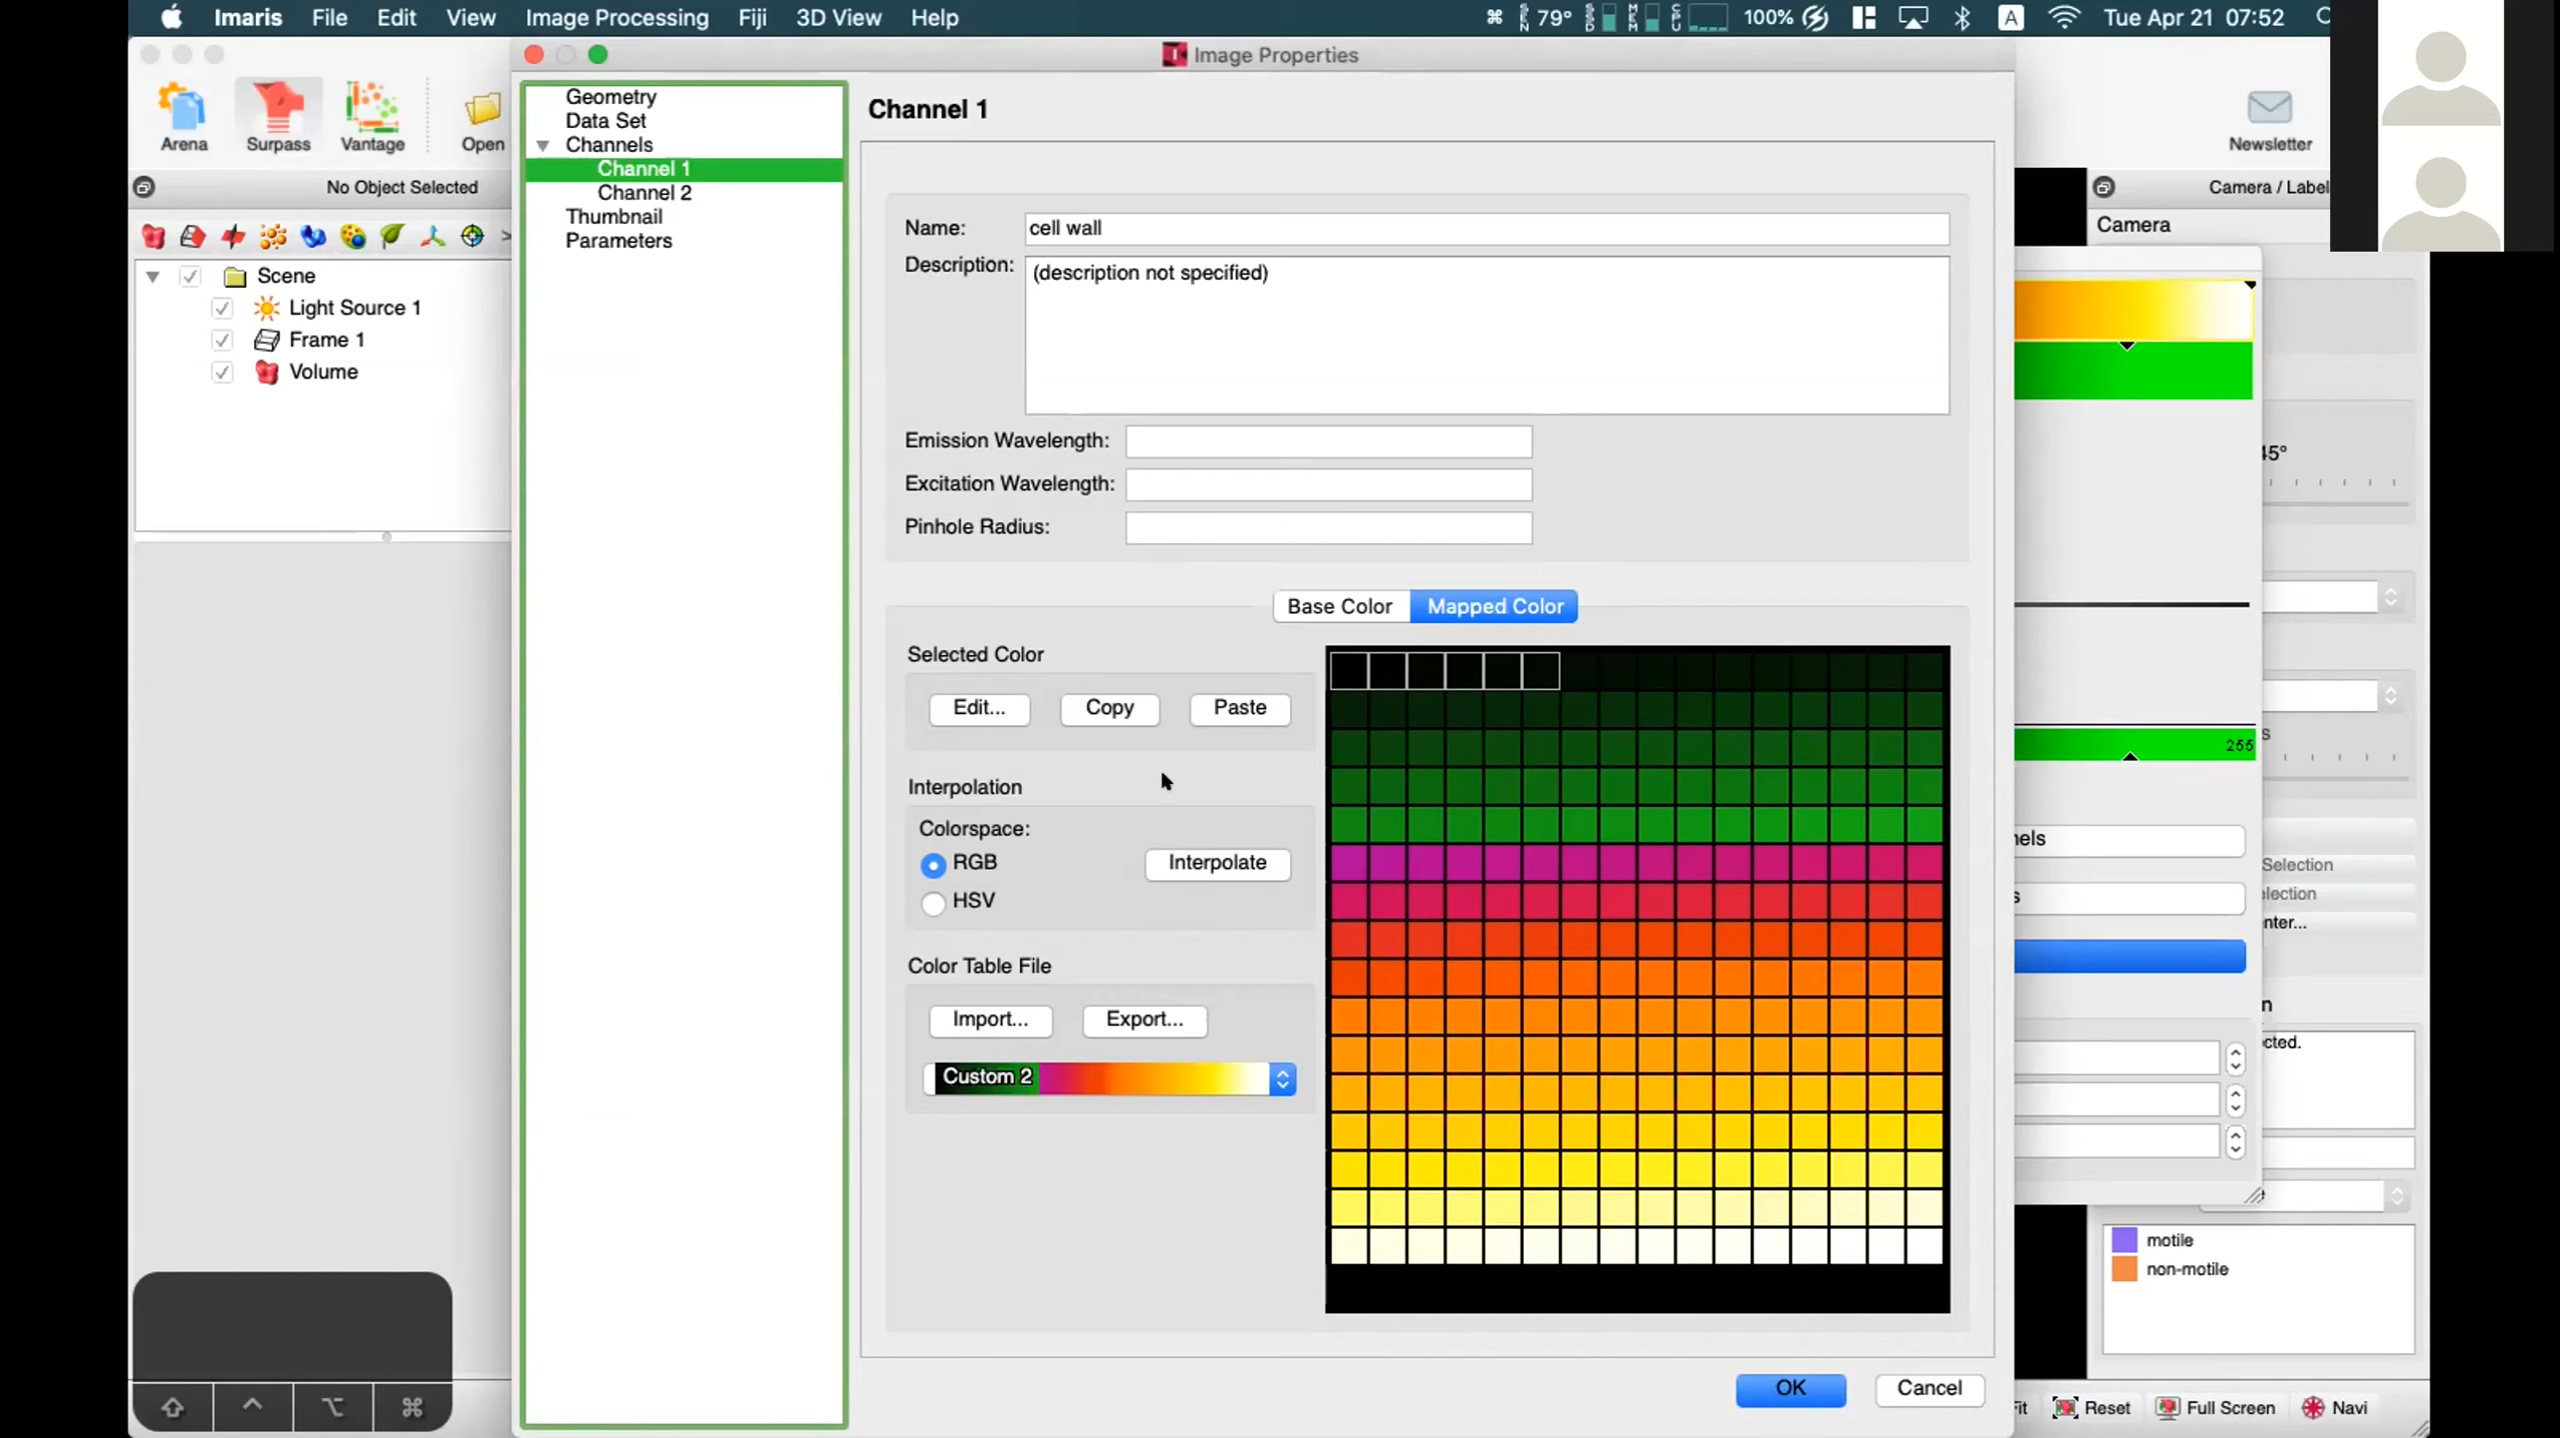 Imaris File Edit View Image Processing Fiji 3D View Help 79° 100% A Tue Apr 21 07:52
Image Properties
Arena Surpass Vantage Open Newsletter
No Object Selected
Scene
Light Source 1
Frame 1
Volume
Geometry
Data Set
Channels
Channel 1
Channel 2
Thumbnail
Parameters
Channel 1
Name: cell wall
Description: (description not specified)
Emission Wavelength:
Excitation Wavelength:
Pinhole Radius:
Base Color Mapped Color
Selected Color
Edit... Copy Paste
Interpolation
Colorspace:
RGB Interpolate
HSV
Color Table File
Import... Export...
Custom 2
OK Cancel
Camera / Label
Camera
45°
255
s
nels
Selection
s
lection
nter...
n
cted.
motile
non-motile
Fit Reset Full Screen Navi